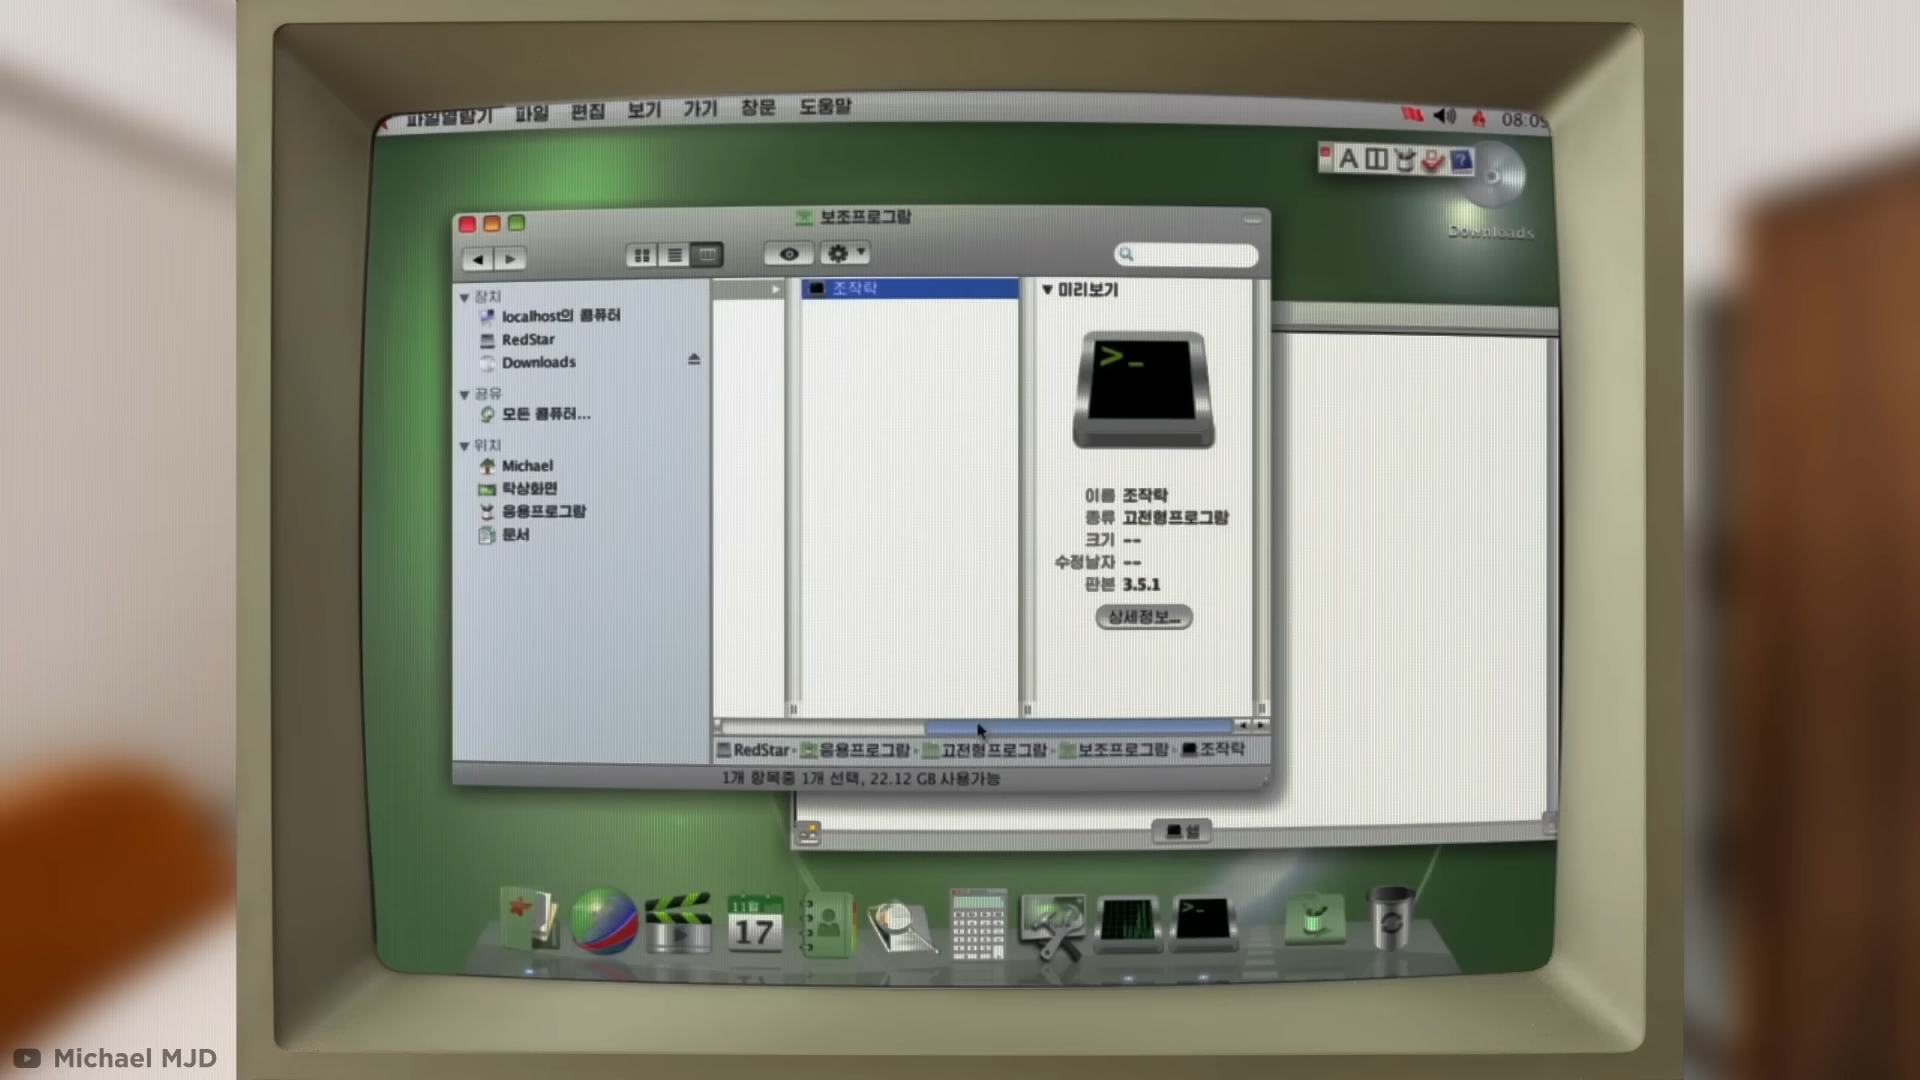 파일열람기 파일 편집 보기 가기 창문 도움말
08:05
Downloads
보조프로그람
장치
localhost의 콤퓨터
RedStar
Downloads
공유
모든 콤퓨터...
위치
Michael
탁상화면
응용프로그람
문서
조작탁
미리보기
>_
이름 조작탁
종류 고전형프로그람
크기 --
수정날자 --
판본 3.5.1
상세정보...
RedStar 응용프로그람 고전형프로그람 보조프로그람 조작탁
1개 항목중 1개 선택, 22.12 GB 사용가능
쉘
11월
17
>_
Michael MJD